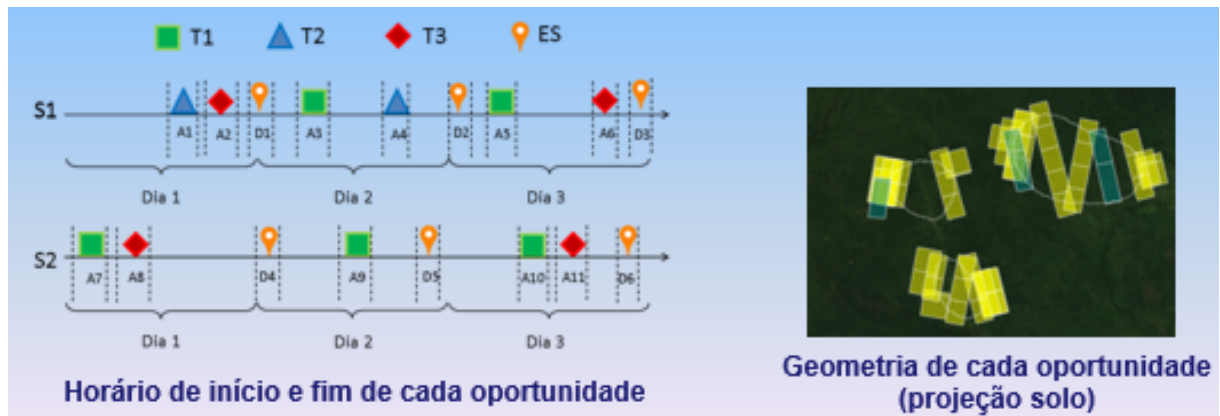 T1 T2 T3 ES
S1
A1 A2 D1 A3 A4 D2 A5 A6 D3
Dia 1 Dia 2 Dia 3
S2
A7 A8 D4 A9 D5 A10 A11 D6
Dia 1 Dia 2 Dia 3
Horário de início e fim de cada oportunidade
Geometria de cada oportunidade
(projeção solo)